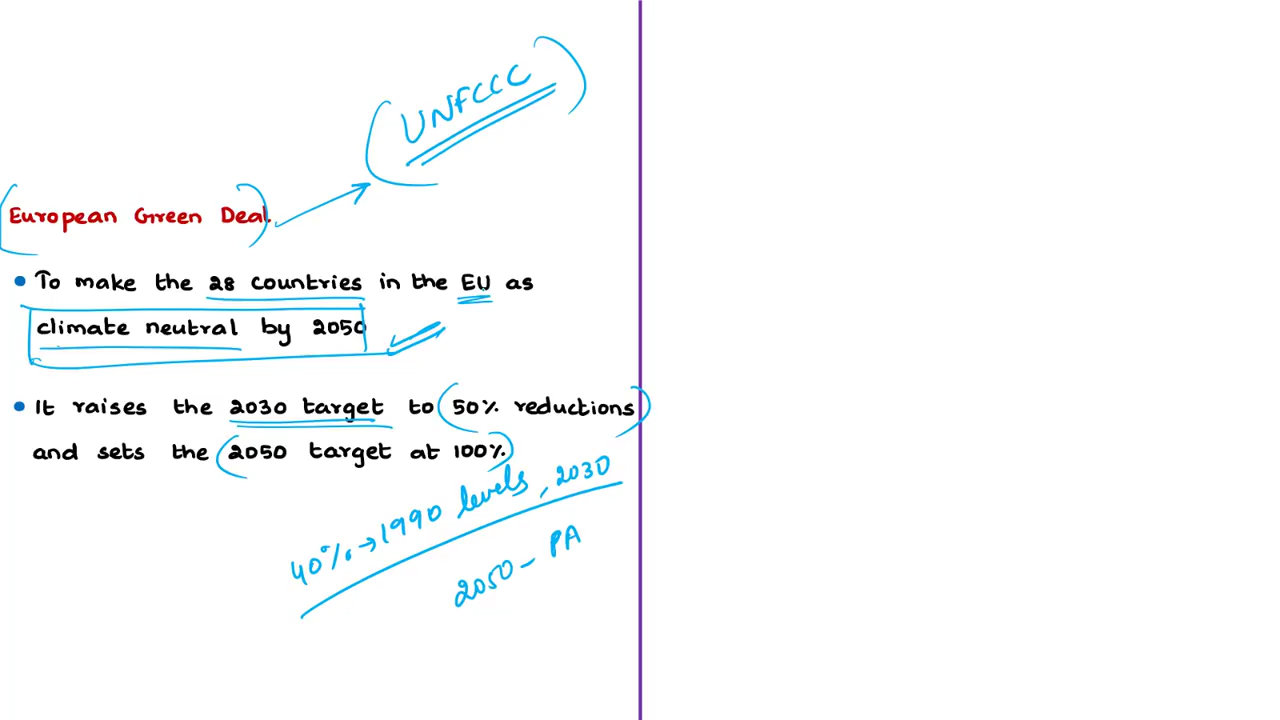 UNFCCC
European Green Deal
To make the 28 countries in the EU as
climate neutral by 2050
It raises the 2030 target to 50% reductions
and sets the 2050 target at 100%.
40% → 1990 levels, 2030
2050 - PA